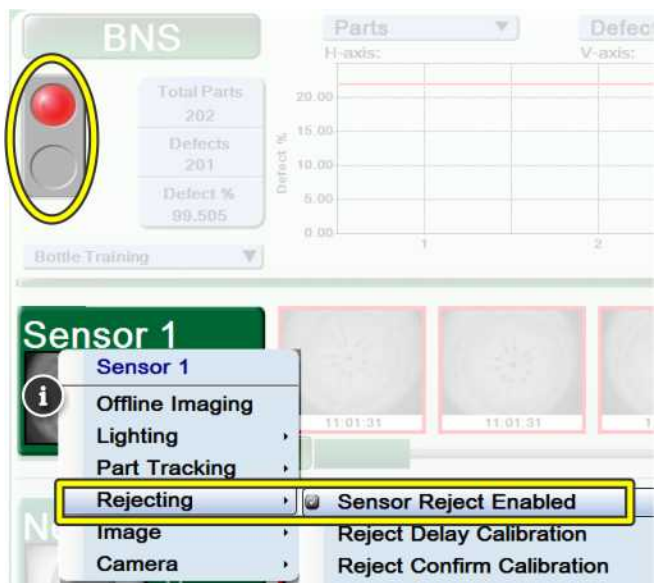 BNS
Parts
Defec
H-axis:
V-axis:
Total Parts
202
Defects
201
Defect %
99.505
Defect %
20.00
15.00
10.00
5.00
0.00
1
2
Bottle Training
Sensor 1
Sensor 1
i
Offline Imaging
Lighting
Part Tracking
Rejecting
Image
Camera
11:01:31
11:01:31
1
Sensor Reject Enabled
Reject Delay Calibration
Reject Confirm Calibration